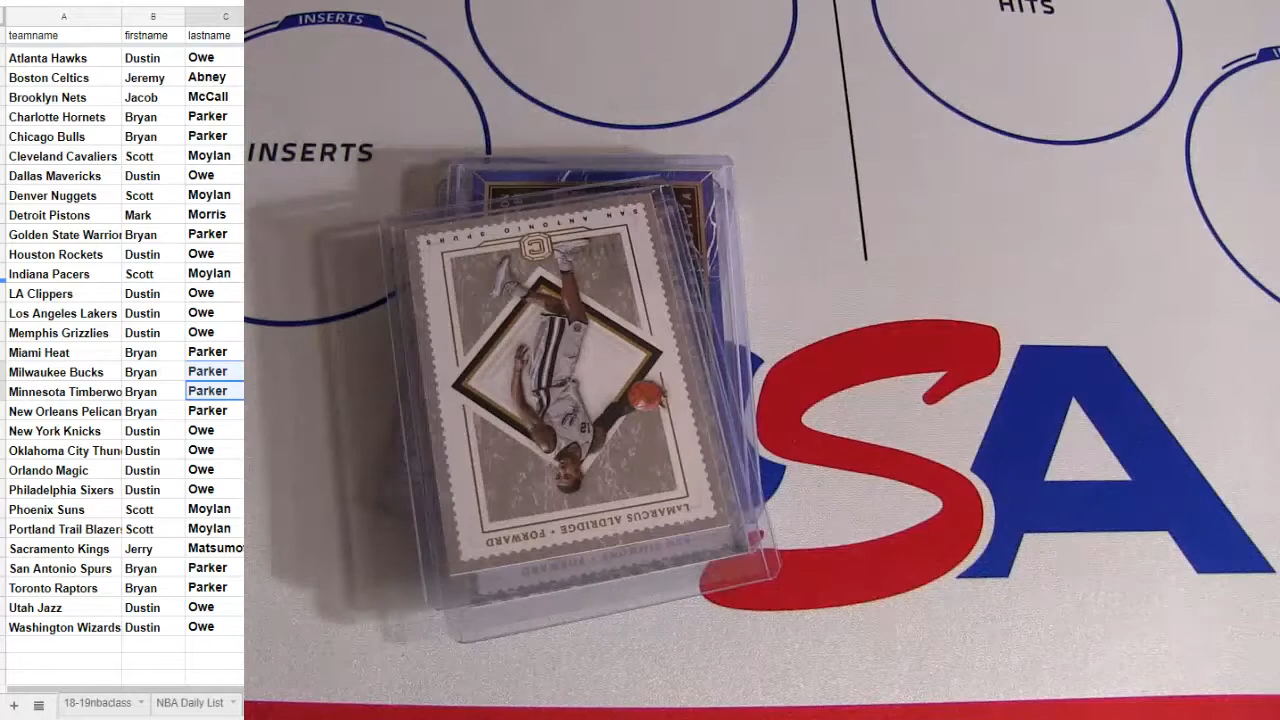 A B C
teamname firstname lastname
Atlanta Hawks Dustin Owe
Boston Celtics Jeremy Abney
Brooklyn Nets Jacob McCall
Charlotte Hornets Bryan Parker
Chicago Bulls Bryan Parker
Cleveland Cavaliers Scott Moylan
Dallas Mavericks Dustin Owe
Denver Nuggets Scott Moylan
Detroit Pistons Mark Morris
Golden State Warrior Bryan Parker
Houston Rockets Dustin Owe
Indiana Pacers Scott Moylan
LA Clippers Dustin Owe
Los Angeles Lakers Dustin Owe
Memphis Grizzlies Dustin Owe
Miami Heat Bryan Parker
Milwaukee Bucks Bryan Parker
Minnesota Timberwo Bryan Parker
New Orleans Pelican Bryan Parker
New York Knicks Dustin Owe
Oklahoma City Thun Dustin Owe
Orlando Magic Dustin Owe
Philadelphia Sixers Dustin Owe
Phoenix Suns Scott Moylan
Portland Trail Blazers Scott Moylan
Sacramento Kings Jerry Matsumo
San Antonio Spurs Bryan Parker
Toronto Raptors Bryan Parker
Utah Jazz Dustin Owe
Washington Wizards Dustin Owe
18-19nbaclass NBA Daily List
INSERTS
HITS
INSERTS
SAN ANTONIO SPURS
12
LaMARCUS ALDRIDGE • FORWARD
SA